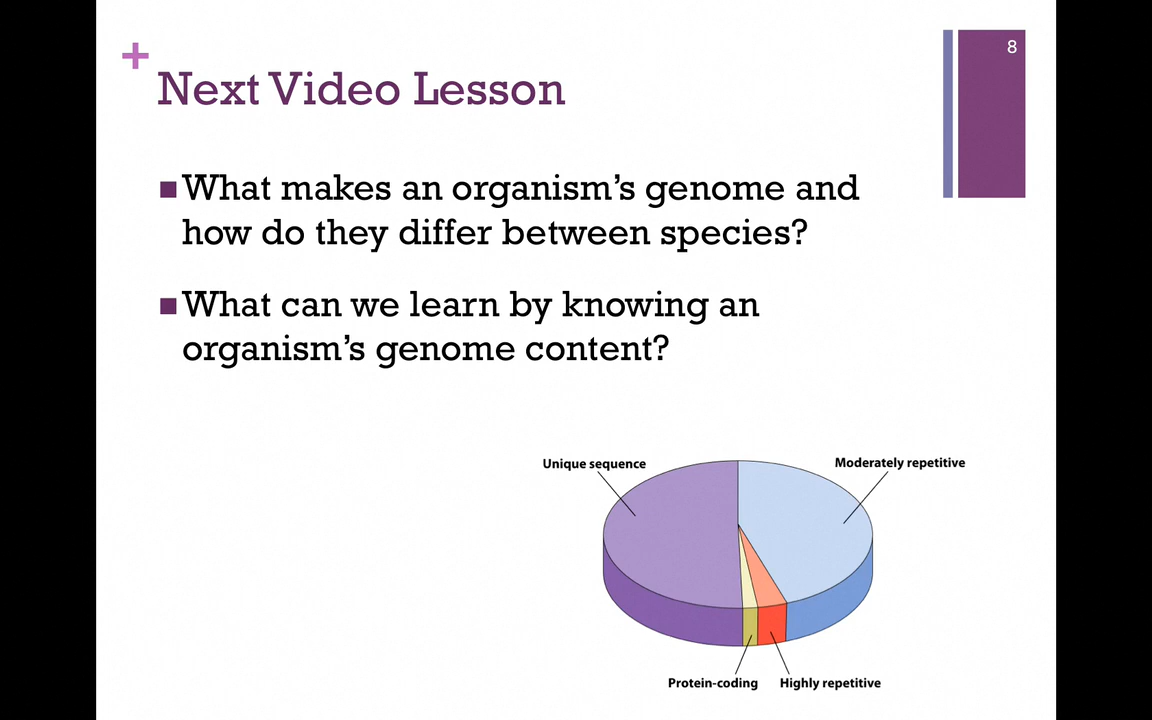 8
+
Next Video Lesson
What makes an organism's genome and
how do they differ between species?
What can we learn by knowing an
organism's genome content?
Unique sequence
Moderately repetitive
Protein-coding
Highly repetitive